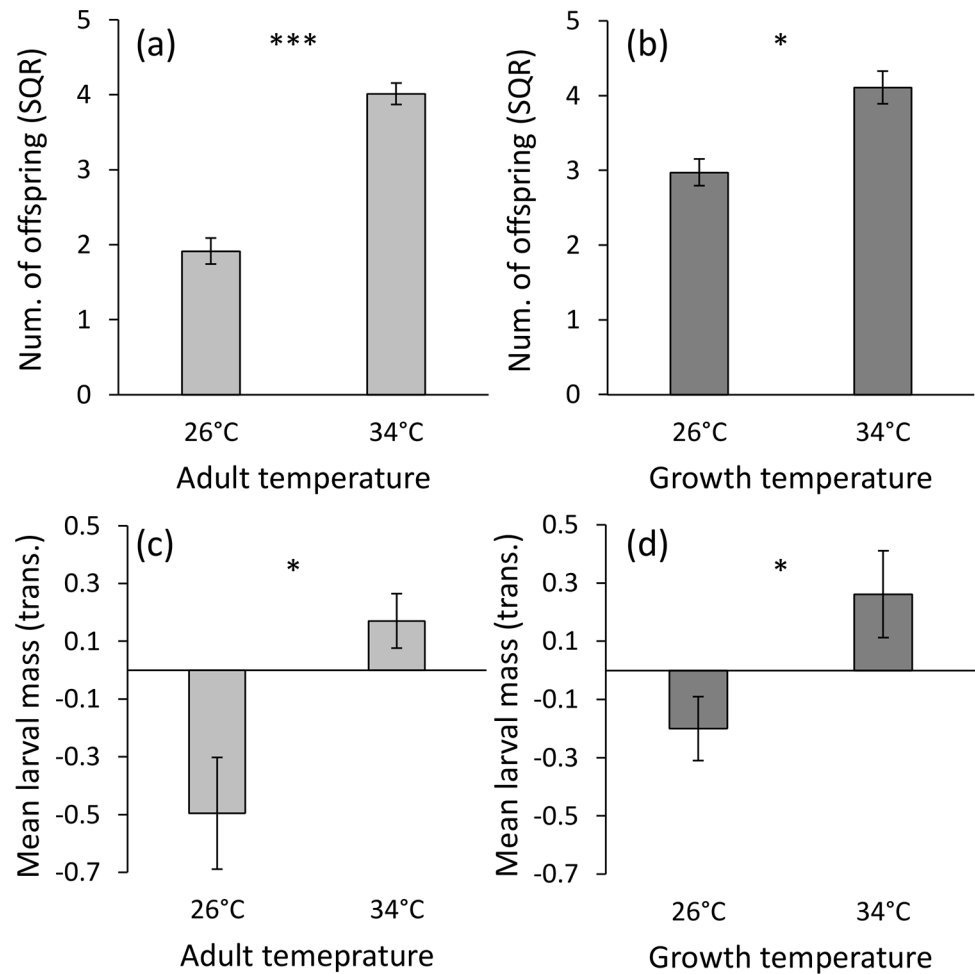 (a)
***
Num. of offspring (SQR)
5
4
3
2
1
0
26°C 34°C
Adult temperature
(b)
*
Num. of offspring (SQR)
5
4
3
2
1
0
26°C 34°C
Growth temperature
(c)
*
Mean larval mass (trans.)
0.5
0.3
0.1
-0.1
-0.3
-0.5
-0.7
26°C 34°C
Adult temeprature
(d)
*
Mean larval mass (trans.)
0.5
0.3
0.1
-0.1
-0.3
-0.5
-0.7
26°C 34°C
Growth temperature